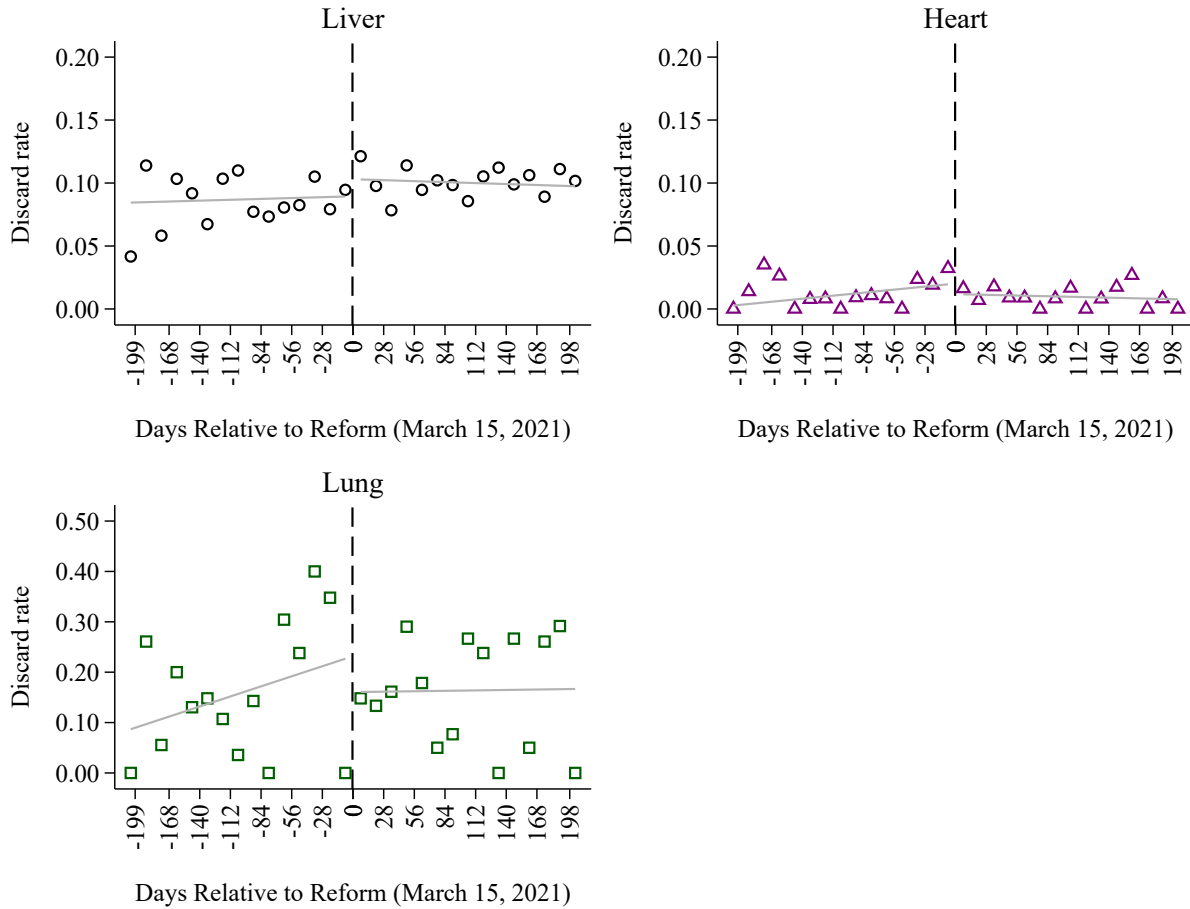 Liver
Discard rate
0.20
0.15
0.10
0.05
0.00
-199 -168 -140 -112 -84 -56 -28 0 28 56 84 112 140 168 198
Days Relative to Reform (March 15, 2021)
Heart
Discard rate
0.20
0.15
0.10
0.05
0.00
-199 -168 -140 -112 -84 -56 -28 0 28 56 84 112 140 168 198
Days Relative to Reform (March 15, 2021)
Lung
Discard rate
0.50
0.40
0.30
0.20
0.10
0.00
-199 -168 -140 -112 -84 -56 -28 0 28 56 84 112 140 168 198
Days Relative to Reform (March 15, 2021)